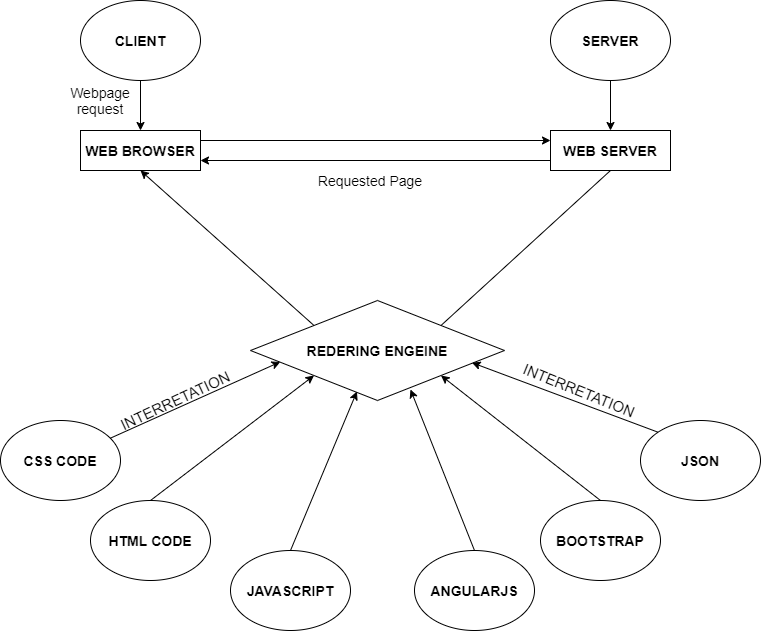 CLIENT
SERVER
Webpage
request
WEB BROWSER
WEB SERVER
Requested Page
REDERING ENGEINE
INTERRETATION
INTERRETATION
CSS CODE
JSON
HTML CODE
BOOTSTRAP
JAVASCRIPT
ANGULARJS